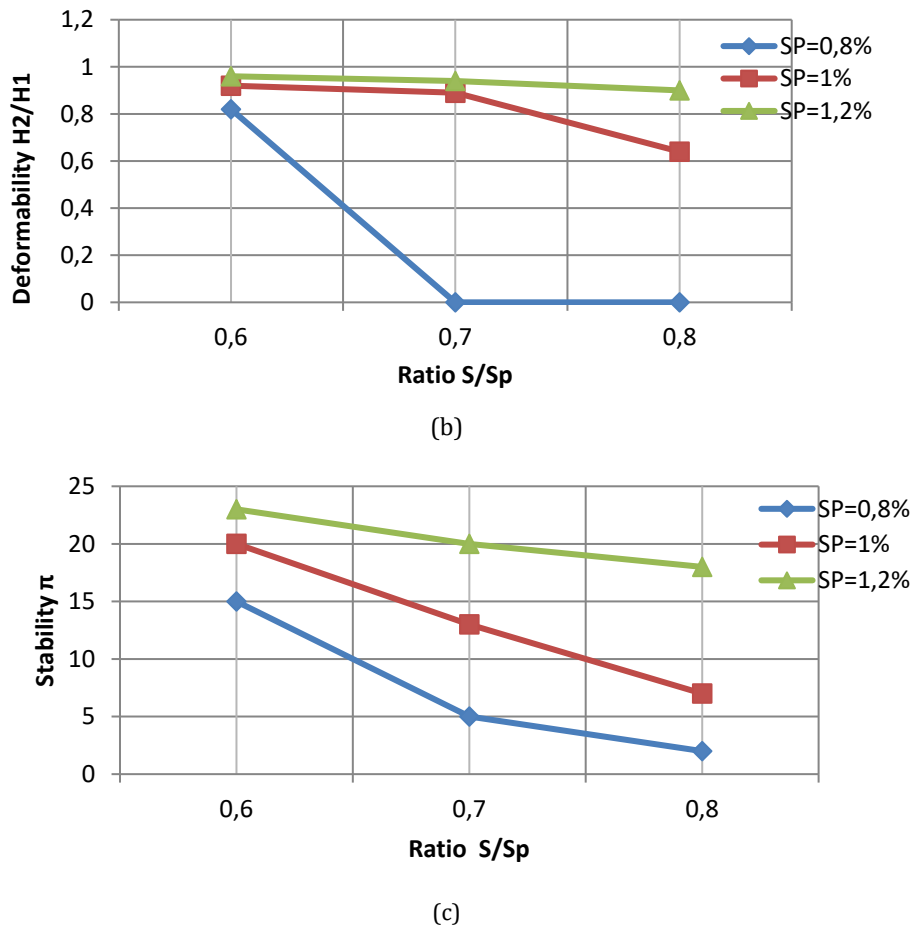 1,2
1
0,8
0,6
0,4
0,2
0
Deformability H2/H1
0,6 0,7 0,8
Ratio S/Sp
SP=0,8%
SP=1%
SP=1,2%
(b)
25
20
15
10
5
0
Stability π
0,6 0,7 0,8
Ratio S/Sp
SP=0,8%
SP=1%
SP=1,2%
(c)